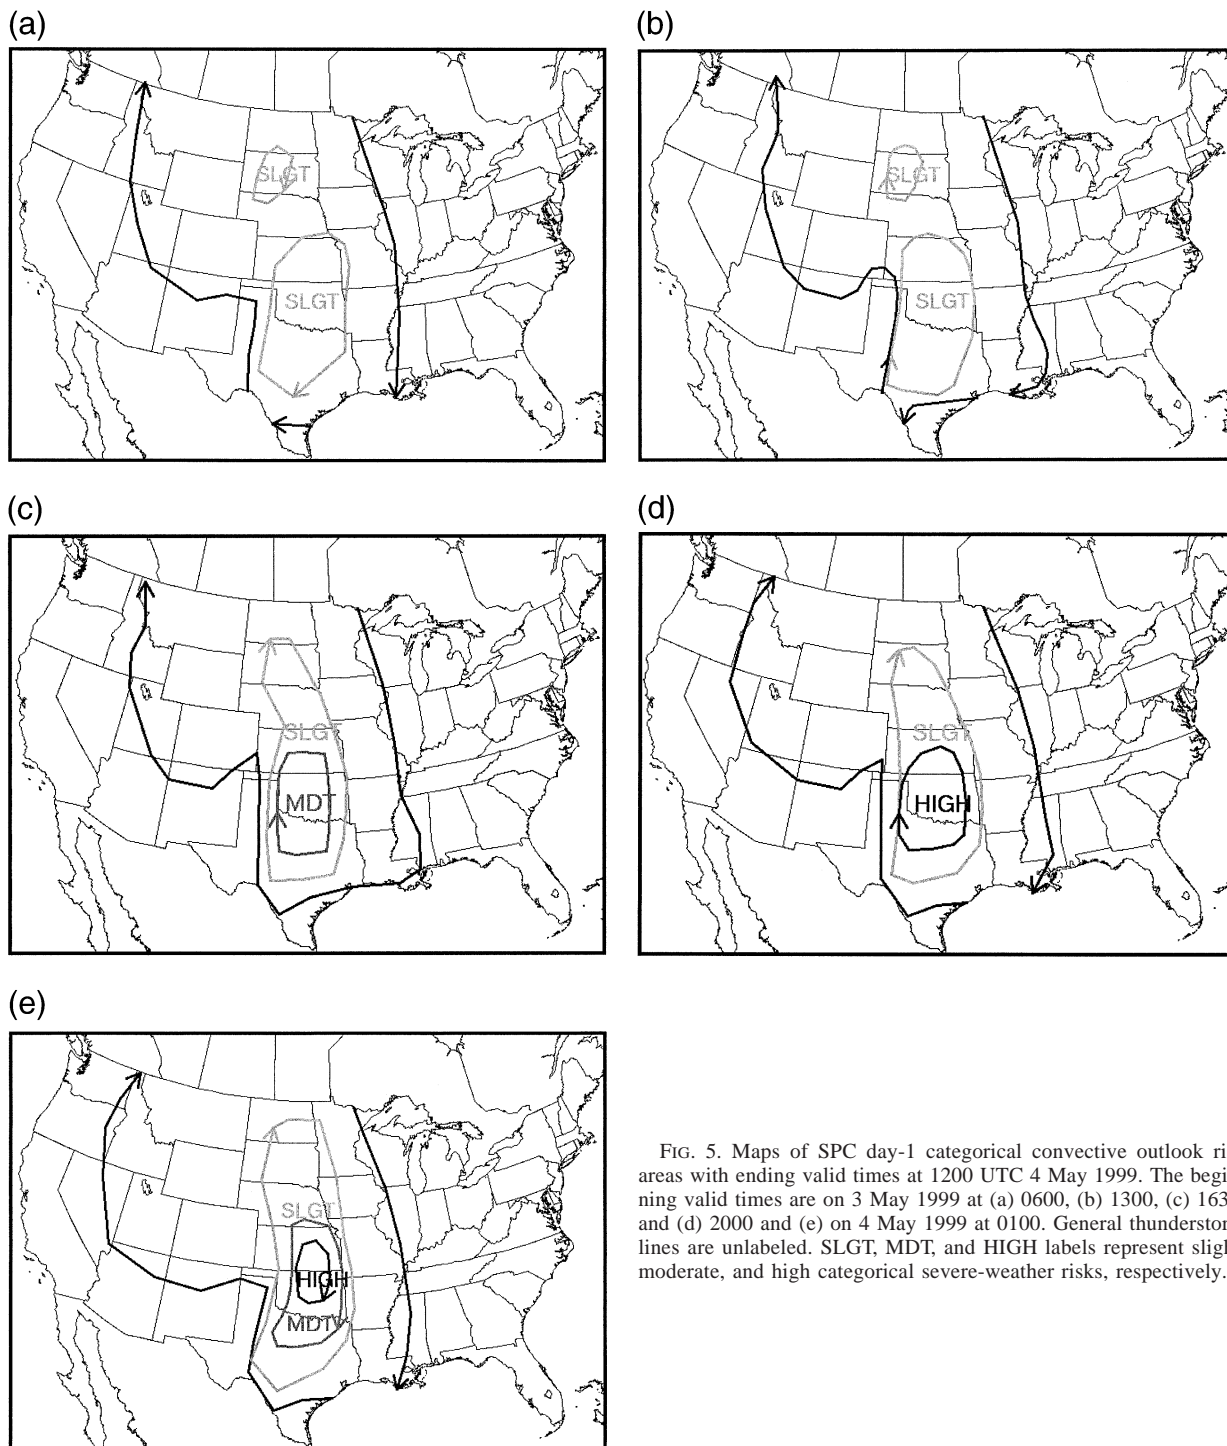 (a)
(b)
SLGT
SLGT
SLGT
SLGT
(c)
(d)
SLGT
MDT
SLGT
HIGH
(e)
SLGT
HIGH
MDT
FIG. 5. Maps of SPC day-1 categorical convective outlook ri
areas with ending valid times at 1200 UTC 4 May 1999. The begi
ning valid times are on 3 May 1999 at (a) 0600, (b) 1300, (c) 163
and (d) 2000 and (e) on 4 May 1999 at 0100. General thunderstor
lines are unlabeled. SLGT, MDT, and HIGH labels represent sligh
moderate, and high categorical severe-weather risks, respectively.